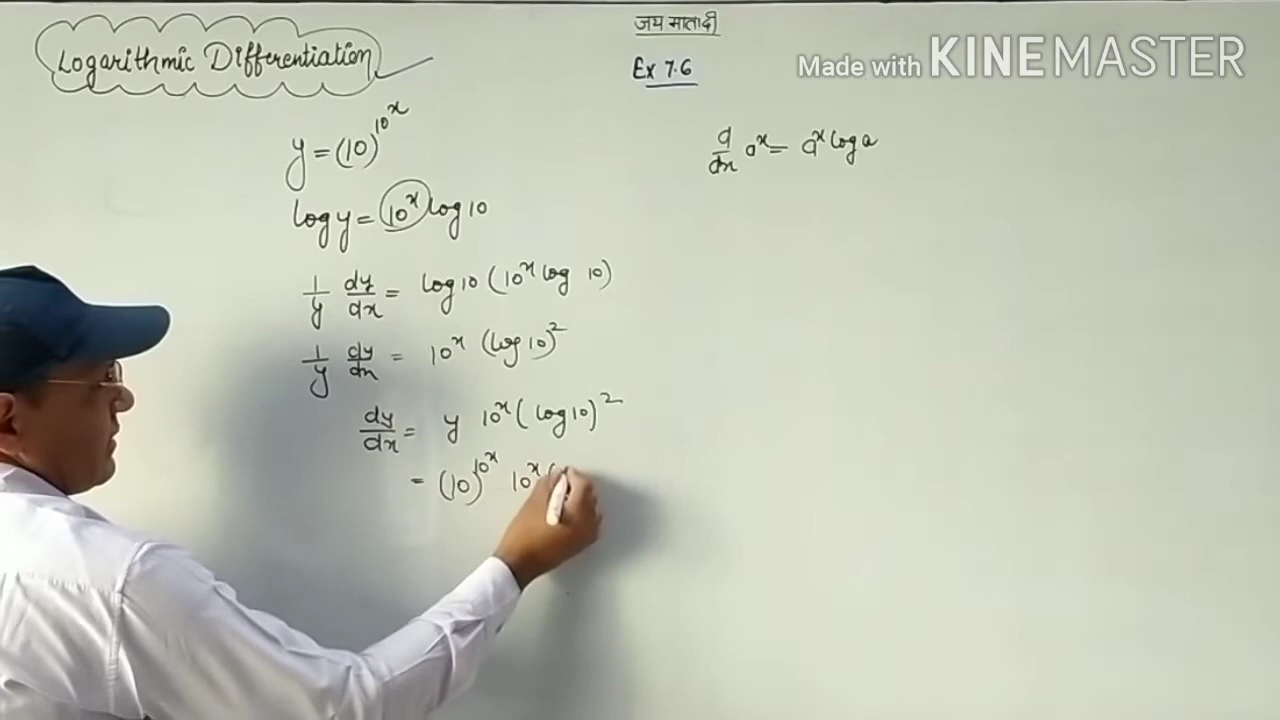 जय माता दी
Logarithmic Differentiation
Ex 7.6
Made with KINEMASTER
y = (10)^10^x
d/dx a^x = a^x log a
log y = 10^x log 10
1/y dy/dx = log 10 (10^x log 10)
1/y dy/dx = 10^x (log 10)^2
dy/dx = y 10^x (log 10)^2
= (10)^10^x 10^x (